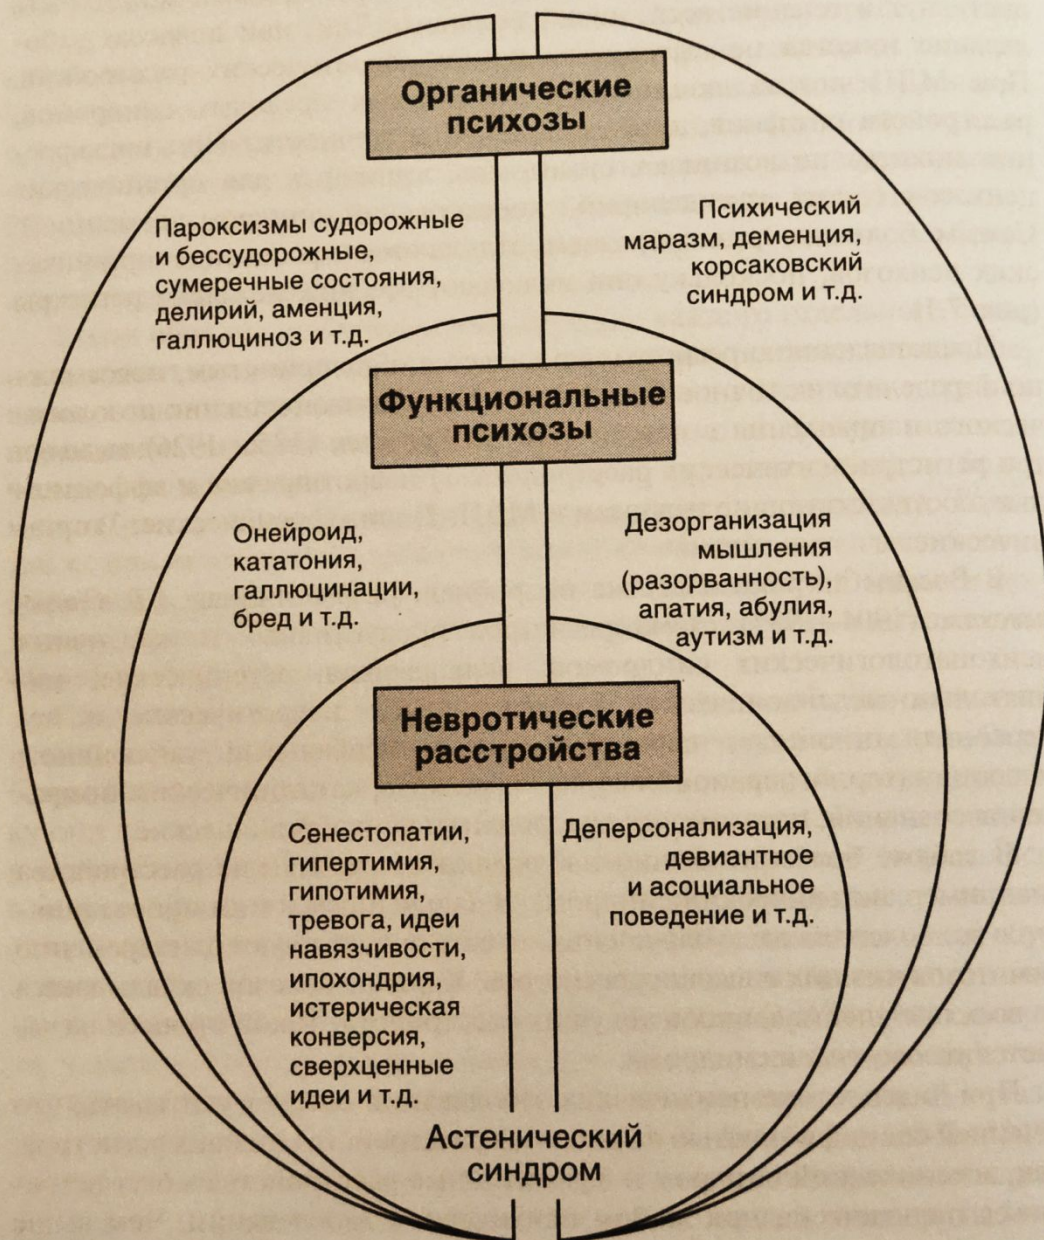 Органические
психозы
Пароксизмы судорожные
и бессудорожные,
сумеречные состояния,
делирий, аменция,
галлюциноз и т.д.
Психический
маразм, деменция,
корсаковский
синдром и т.д.
Функциональные
психозы
Онейроид,
кататония,
галлюцинации,
бред и т.д.
Дезорганизация
мышления
(разорванность),
апатия, абулия,
аутизм и т.д.
Невротические
расстройства
Сенестопатии,
гипертимия,
гипотимия,
тревога, идеи
навязчивости,
ипохондрия,
истерическая
конверсия,
сверхценные
идеи и т.д.
Деперсонализация,
девиантное
и асоциальное
поведение и т.д.
Астенический
синдром